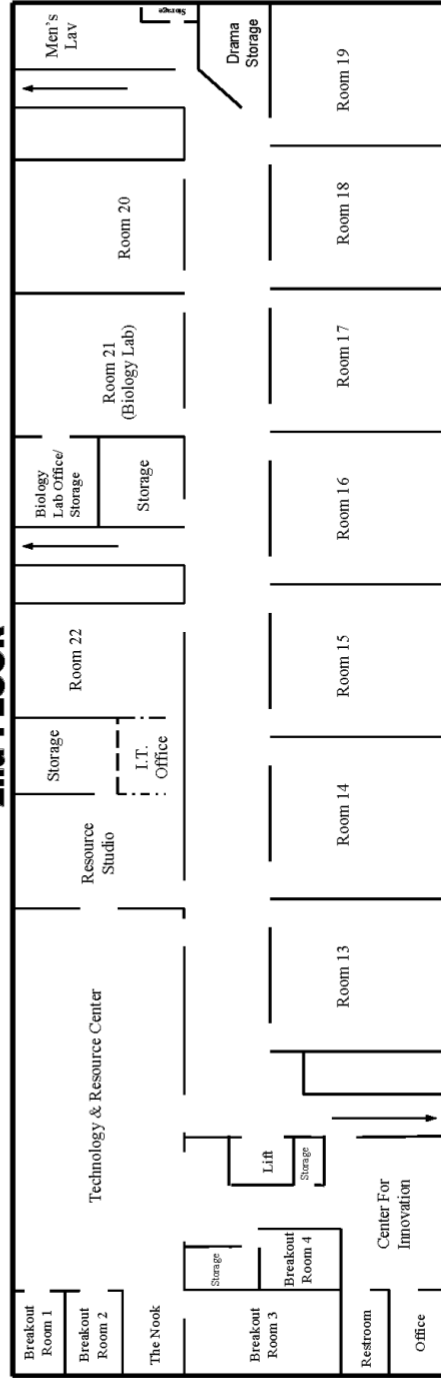 2nd FLOOR
Breakout
Room 1
Breakout
Room 2
The Nook
Technology & Resource Center
Resource
Studio
Storage
I.T.
Office
Room 22
Biology
Lab Office/
Storage
Storage
Room 21
(Biology Lab)
Room 20
Men's
Lav
Storage
Drama
Storage
Breakout
Room 3
Storage
Breakout
Room 4
Lift
Storage
Restroom
Office
Center For
Innovation
Room 13
Room 14
Room 15
Room 16
Room 17
Room 18
Room 19